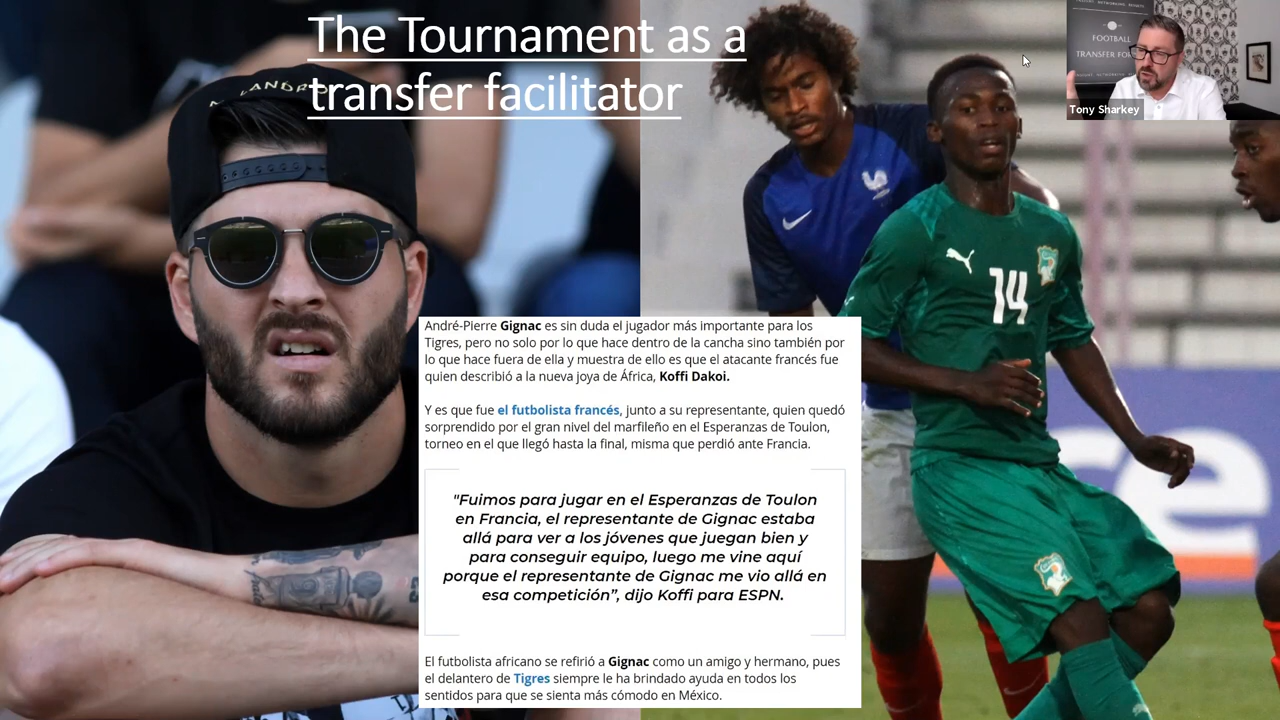 The Tournament as a
transfer facilitator
FOOTBALL
Tony Sharkey
14
André-Pierre Gignac es sin duda el jugador más importante para los
Tigres, pero no solo por lo que hace dentro de la cancha sino también por
lo que hace fuera de ella y muestra de ello es que el atacante francés fue
quien describió a la nueva joya de África, Koffi Dakoi.
Y es que fue el futbolista francés, junto a su representante, quien quedó
sorprendido por el gran nivel del marfileño en el Esperanzas de Toulon,
torneo en el que llegó hasta la final, misma que perdió ante Francia.
"Fuimos para jugar en el Esperanzas de Toulon
en Francia, el representante de Gignac estaba
allá para ver a los jóvenes que juegan bien y
para conseguir equipo, luego me vine aquí
porque el representante de Gignac me vio allá en
esa competición”, dijo Koffi para ESPN.
El futbolista africano se refirió a Gignac como un amigo y hermano, pues
el delantero de Tigres siempre le ha brindado ayuda en todos los
sentidos para que se sienta más cómodo en México.